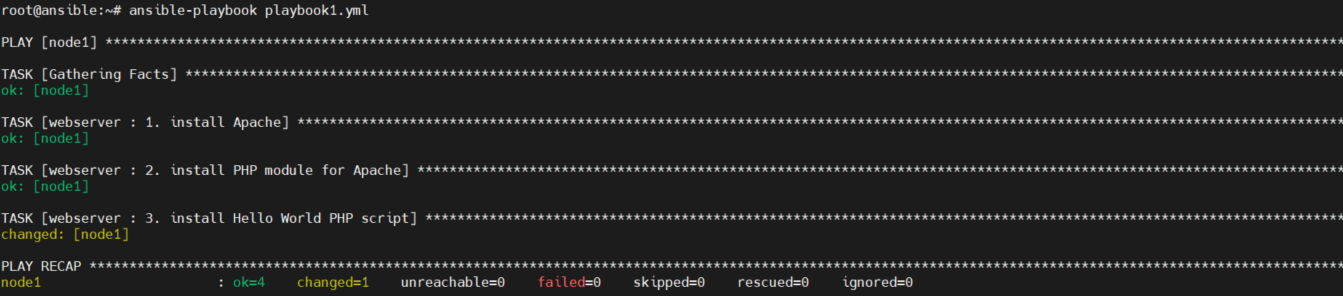 root@ansible:~# ansible-playbook playbook1.yml
PLAY [node1] ***********************************************************************************************************************************************************
TASK [Gathering Facts] *************************************************************************************************************************************************
ok: [node1]
TASK [webserver : 1. install Apache] ***********************************************************************************************************************************
ok: [node1]
TASK [webserver : 2. install PHP module for Apache] ********************************************************************************************************************
ok: [node1]
TASK [webserver : 3. install Hello World PHP script] *******************************************************************************************************************
changed: [node1]
PLAY RECAP *************************************************************************************************************************************************************
node1                      : ok=4    changed=1    unreachable=0    failed=0    skipped=0    rescued=0    ignored=0